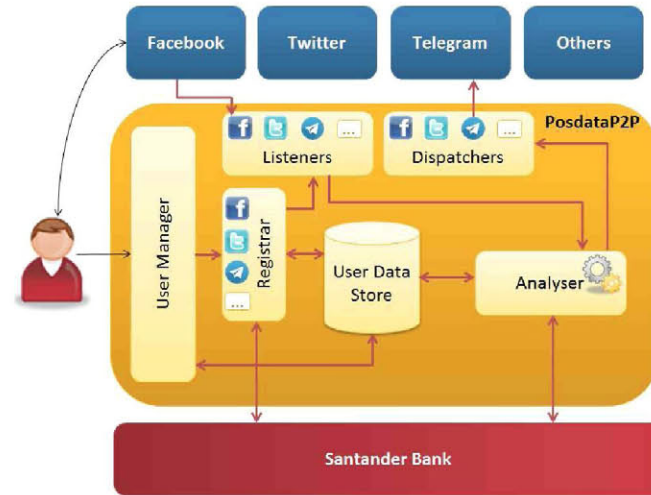 Facebook
Twitter
Telegram
Others
PosdataP2P
...
Listeners
...
Dispatchers
User Manager
...
Registrar
User Data
Store
Analyser
Santander Bank